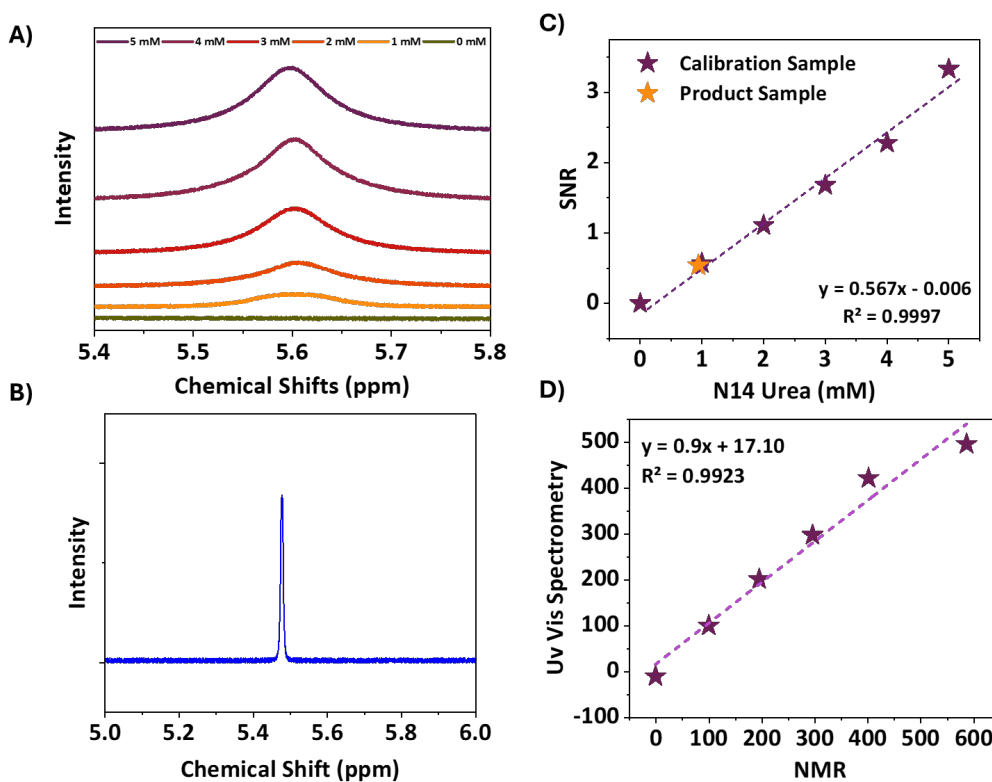 A)
5 mM 4 mM 3 mM 2 mM 1 mM 0 mM
Intensity
5.4 5.5 5.6 5.7 5.8
Chemical Shifts (ppm)
B)
Intensity
5.0 5.2 5.4 5.6 5.8 6.0
Chemical Shift (ppm)
C)
Calibration Sample
Product Sample
3
2
1
0
SNR
y = 0.567x - 0.006
R² = 0.9997
0 1 2 3 4 5
N14 Urea (mM)
D)
y = 0.9x + 17.10
R² = 0.9923
500
400
300
200
100
0
-100
Uv Vis Spectrometry
0 100 200 300 400 500 600
NMR